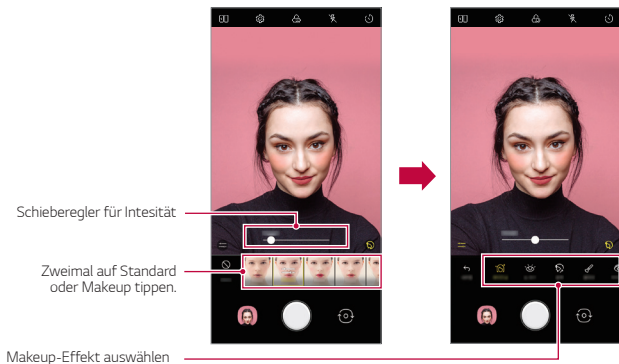 Schieberegler für Intesität
Zweimal auf Standard
oder Makeup tippen.
Makeup-Effekt auswählen